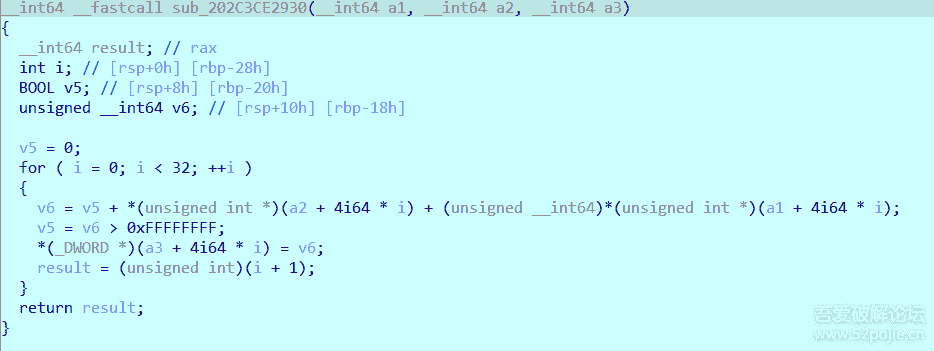 __int64 __fastcall sub_202C3CE2930(__int64 a1, __int64 a2, __int64 a3)
{
  __int64 result; // rax
  int i; // [rsp+0h] [rbp-28h]
  BOOL v5; // [rsp+8h] [rbp-20h]
  unsigned __int64 v6; // [rsp+10h] [rbp-18h]

  v5 = 0;
  for ( i = 0; i < 32; ++i )
  {
    v6 = v5 + *(unsigned int *)(a2 + 4i64 * i) + (unsigned __int64)*(unsigned int *)(a1 + 4i64 * i);
    v5 = v6 > 0xFFFFFFFF;
    *(_DWORD *)(a3 + 4i64 * i) = v6;
    result = (unsigned int)(i + 1);
  }
  return result;
}
吾爱破解论坛
www.52pojie.cn